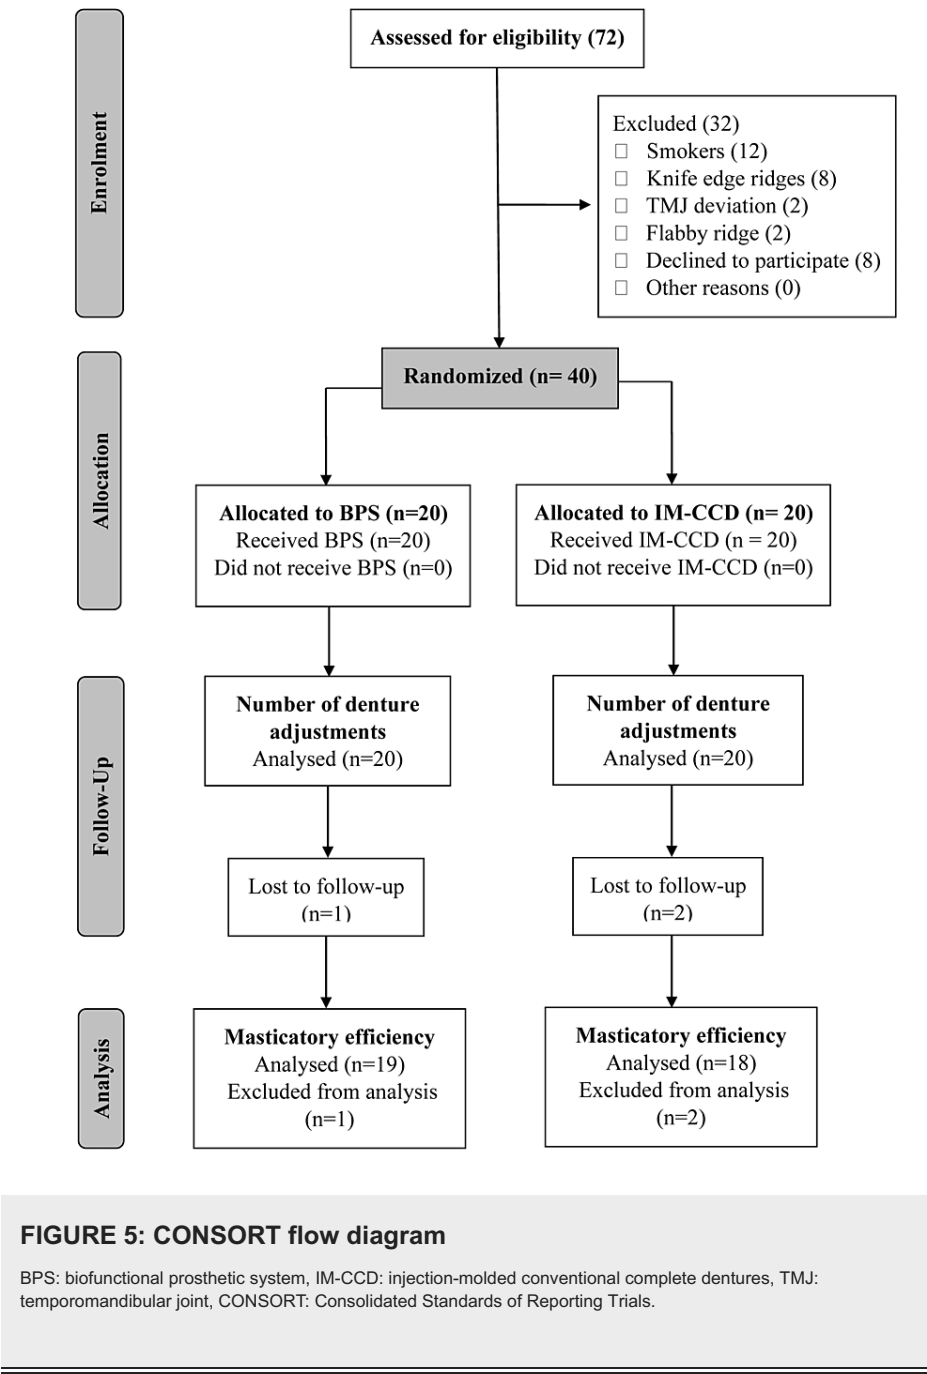 Enrolment
Assessed for eligibility (72)
Excluded (32)
Smokers (12)
Knife edge ridges (8)
TMJ deviation (2)
Flabby ridge (2)
Declined to participate (8)
Other reasons (0)
Allocation
Randomized (n= 40)
Allocated to BPS (n=20)
Received BPS (n=20)
Did not receive BPS (n=0)
Allocated to IM-CCD (n= 20)
Received IM-CCD (n = 20)
Did not receive IM-CCD (n=0)
Follow-Up
Number of denture
adjustments
Analysed (n=20)
Number of denture
adjustments
Analysed (n=20)
Lost to follow-up
(n=1)
Lost to follow-up
(n=2)
Analysis
Masticatory efficiency
Analysed (n=19)
Excluded from analysis
(n=1)
Masticatory efficiency
Analysed (n=18)
Excluded from analysis
(n=2)
FIGURE 5: CONSORT flow diagram
BPS: biofunctional prosthetic system, IM-CCD: injection-molded conventional complete dentures, TMJ:
temporomandibular joint, CONSORT: Consolidated Standards of Reporting Trials.